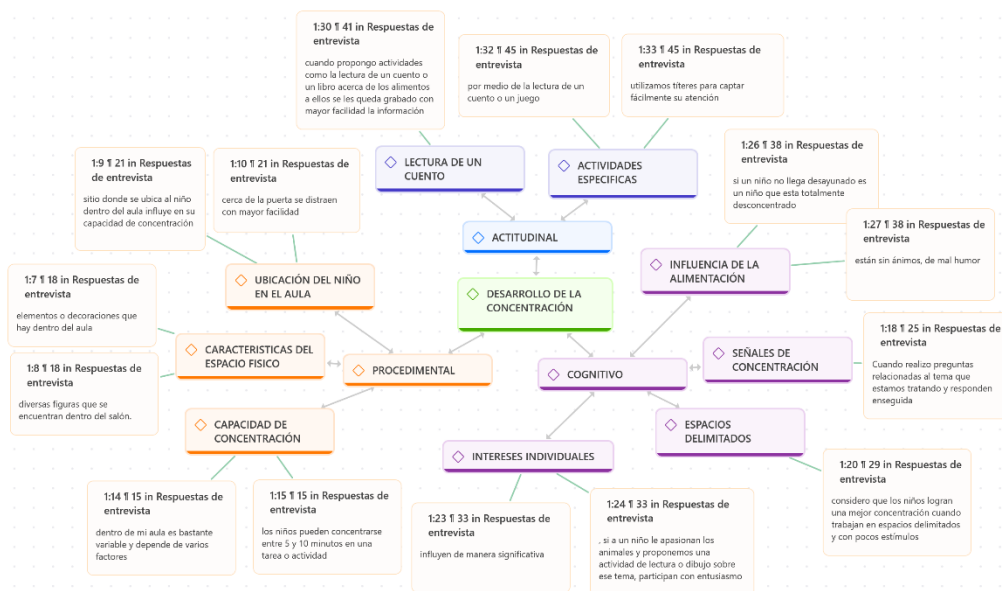 1:30 ¶ 41 in Respuestas de
entrevista
cuando propongo actividades
como la lectura de un cuento o
un libro acerca de los alimentos
a ellos se les queda grabado con
mayor facilidad la información
1:32 ¶ 45 in Respuestas de
entrevista
por medio de la lectura de un
cuento o un juego
1:33 ¶ 45 in Respuestas de
entrevista
utilizamos títeres para captar
fácilmente su atención
1:9 ¶ 21 in Respuestas
de entrevista
sitio donde se ubica al niño
dentro del aula influye en su
capacidad de concentración
1:10 ¶ 21 in Respuestas de
entrevista
cerca de la puerta se distraen
con mayor facilidad
LECTURA DE UN
CUENTO
ACTIVIDADES
ESPECIFICAS
1:26 ¶ 38 in Respuestas de
entrevista
si un niño no llega desayunado es
un niño que esta totalmente
desconcentrado
1:27 ¶ 38 in Respuestas de
entrevista
están sin ánimos, de mal humor
ACTITUDINAL
INFLUENCIA DE LA
ALIMENTACIÓN
UBICACIÓN DEL NIÑO
EN EL AULA
DESARROLLO DE LA
CONCENTRACIÓN
1:7 ¶ 18 in Respuestas de
entrevista
elementos o decoraciones que
hay dentro del aula
1:8 ¶ 18 in Respuestas de
entrevista
diversas figuras que se
encuentran dentro del salón.
CARACTERISTICAS DEL
ESPACIO FISICO
PROCEDIMENTAL
COGNITIVO
SEÑALES DE
CONCENTRACIÓN
1:18 ¶ 25 in Respuestas de
entrevista
Cuando realizo preguntas
relacionadas al tema que
estamos tratando y responden
enseguida
CAPACIDAD DE
CONCENTRACIÓN
INTERESES INDIVIDUALES
ESPACIOS
DELIMITADOS
1:14 ¶ 15 in Respuestas de
entrevista
dentro de mi aula es bastante
variable y depende de varios
factores
1:15 ¶ 15 in Respuestas de
entrevista
los niños pueden concentrarse
entre 5 y 10 minutos en una
tarea o actividad
1:23 ¶ 33 in Respuestas de
entrevista
influyen de manera significativa
1:24 ¶ 33 in Respuestas de
entrevista
, si a un niño le apasionan los
animales y proponemos una
actividad de lectura o dibujo sobre
ese tema, participan con entusiasmo
1:20 ¶ 29 in Respuestas de
entrevista
considero que los niños logran
una mejor concentración cuando
trabajan en espacios delimitados
y con pocos estímulos